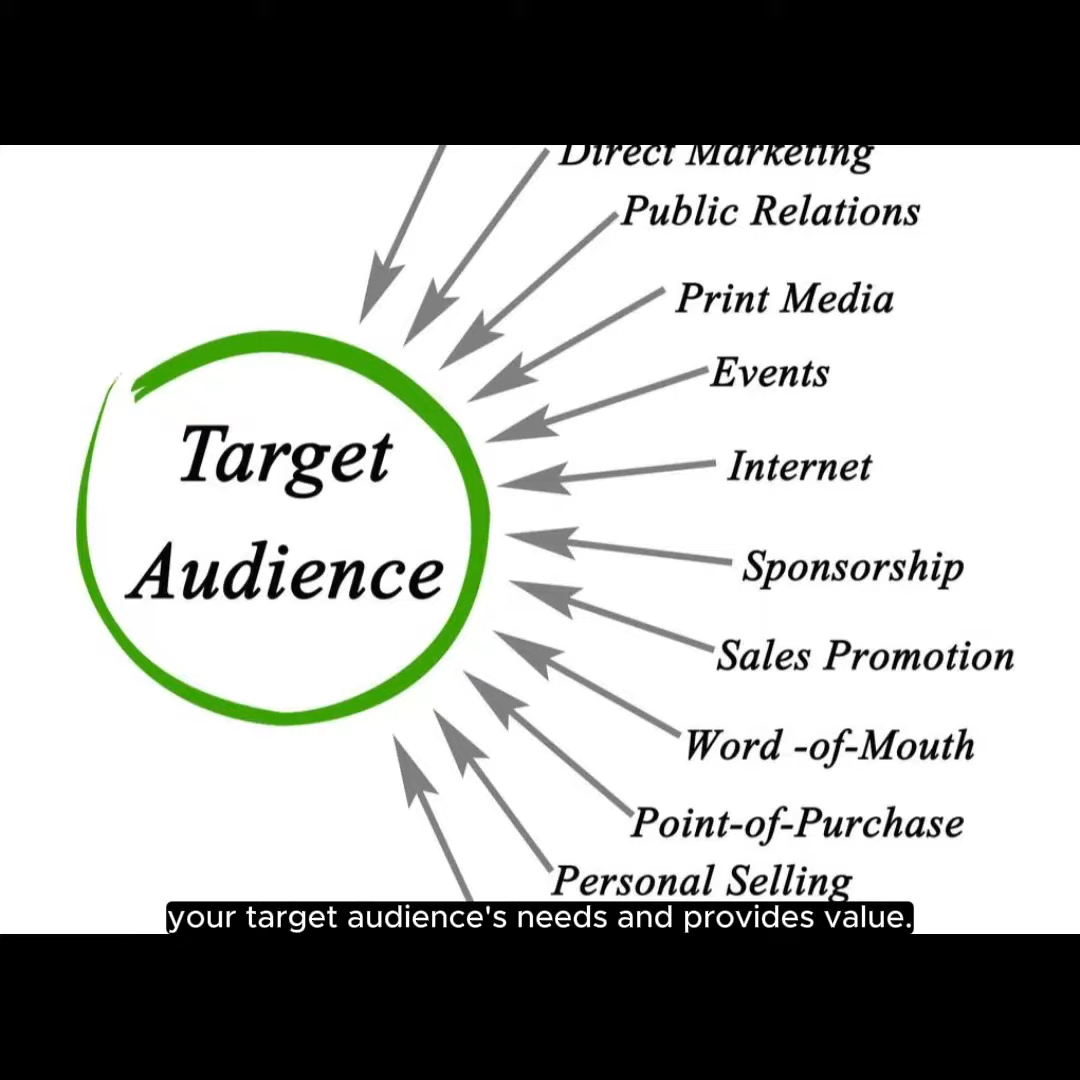 Direct Marketing
Public Relations
Print Media
Events
Target
Audience
Internet
Sponsorship
Sales Promotion
Word -of-Mouth
Point-of-Purchase
Personal Selling
your target audience's needs and provides value.